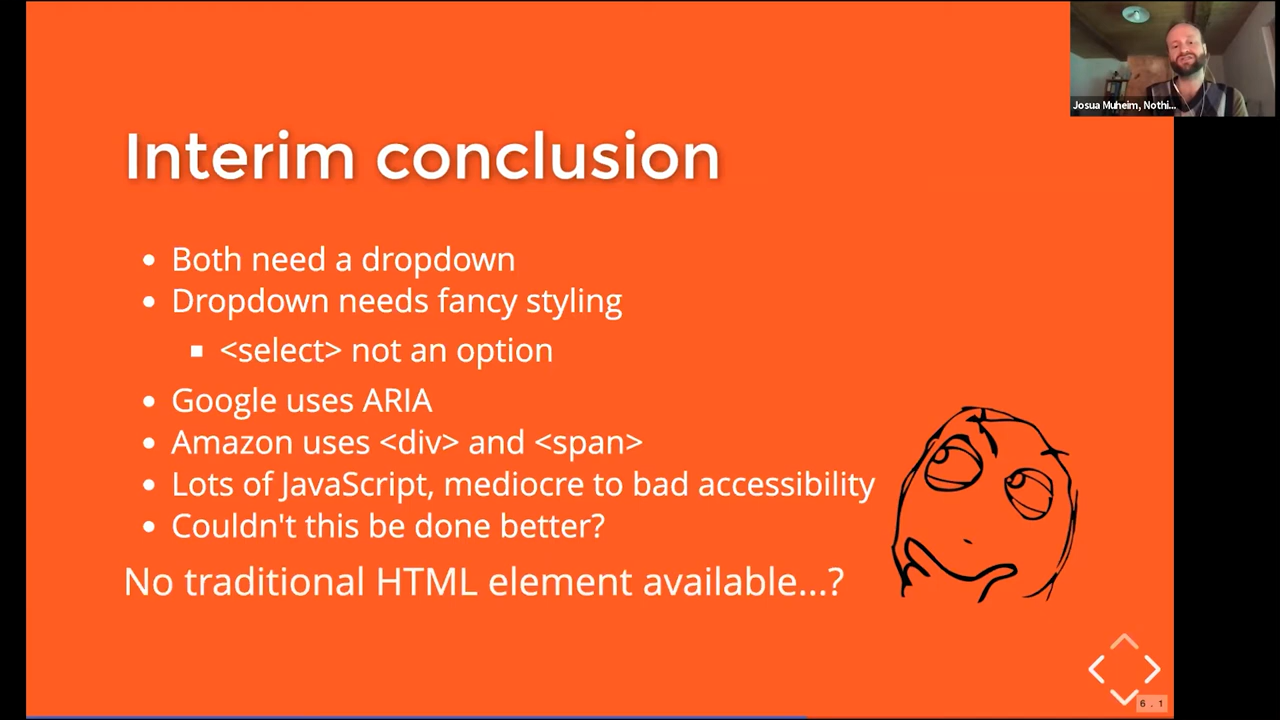 Josua Muheim, Nothi...
Interim conclusion
• Both need a dropdown
• Dropdown needs fancy styling
▪ <select> not an option
• Google uses ARIA
• Amazon uses <div> and <span>
• Lots of JavaScript, mediocre to bad accessibility
• Couldn't this be done better?
No traditional HTML element available...?
6 . 1